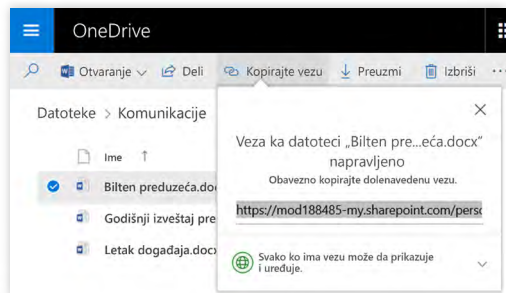 OneDrive
Otvaranje Deli Kopirajte vezu Preuzmi Izbriši ...
Datoteke > Komunikacije
Ime ↑
Bilten preduzeća.do
Godišnji izveštaj pre
Letak događaja.docx
Veza ka datoteci „Bilten pre...eća.docx“
napravljeno
Obavezno kopirajte dolenavedenu vezu.
https://mod188485-my.sharepoint.com/perso
Svako ko ima vezu može da prikazuje
i uređuje.